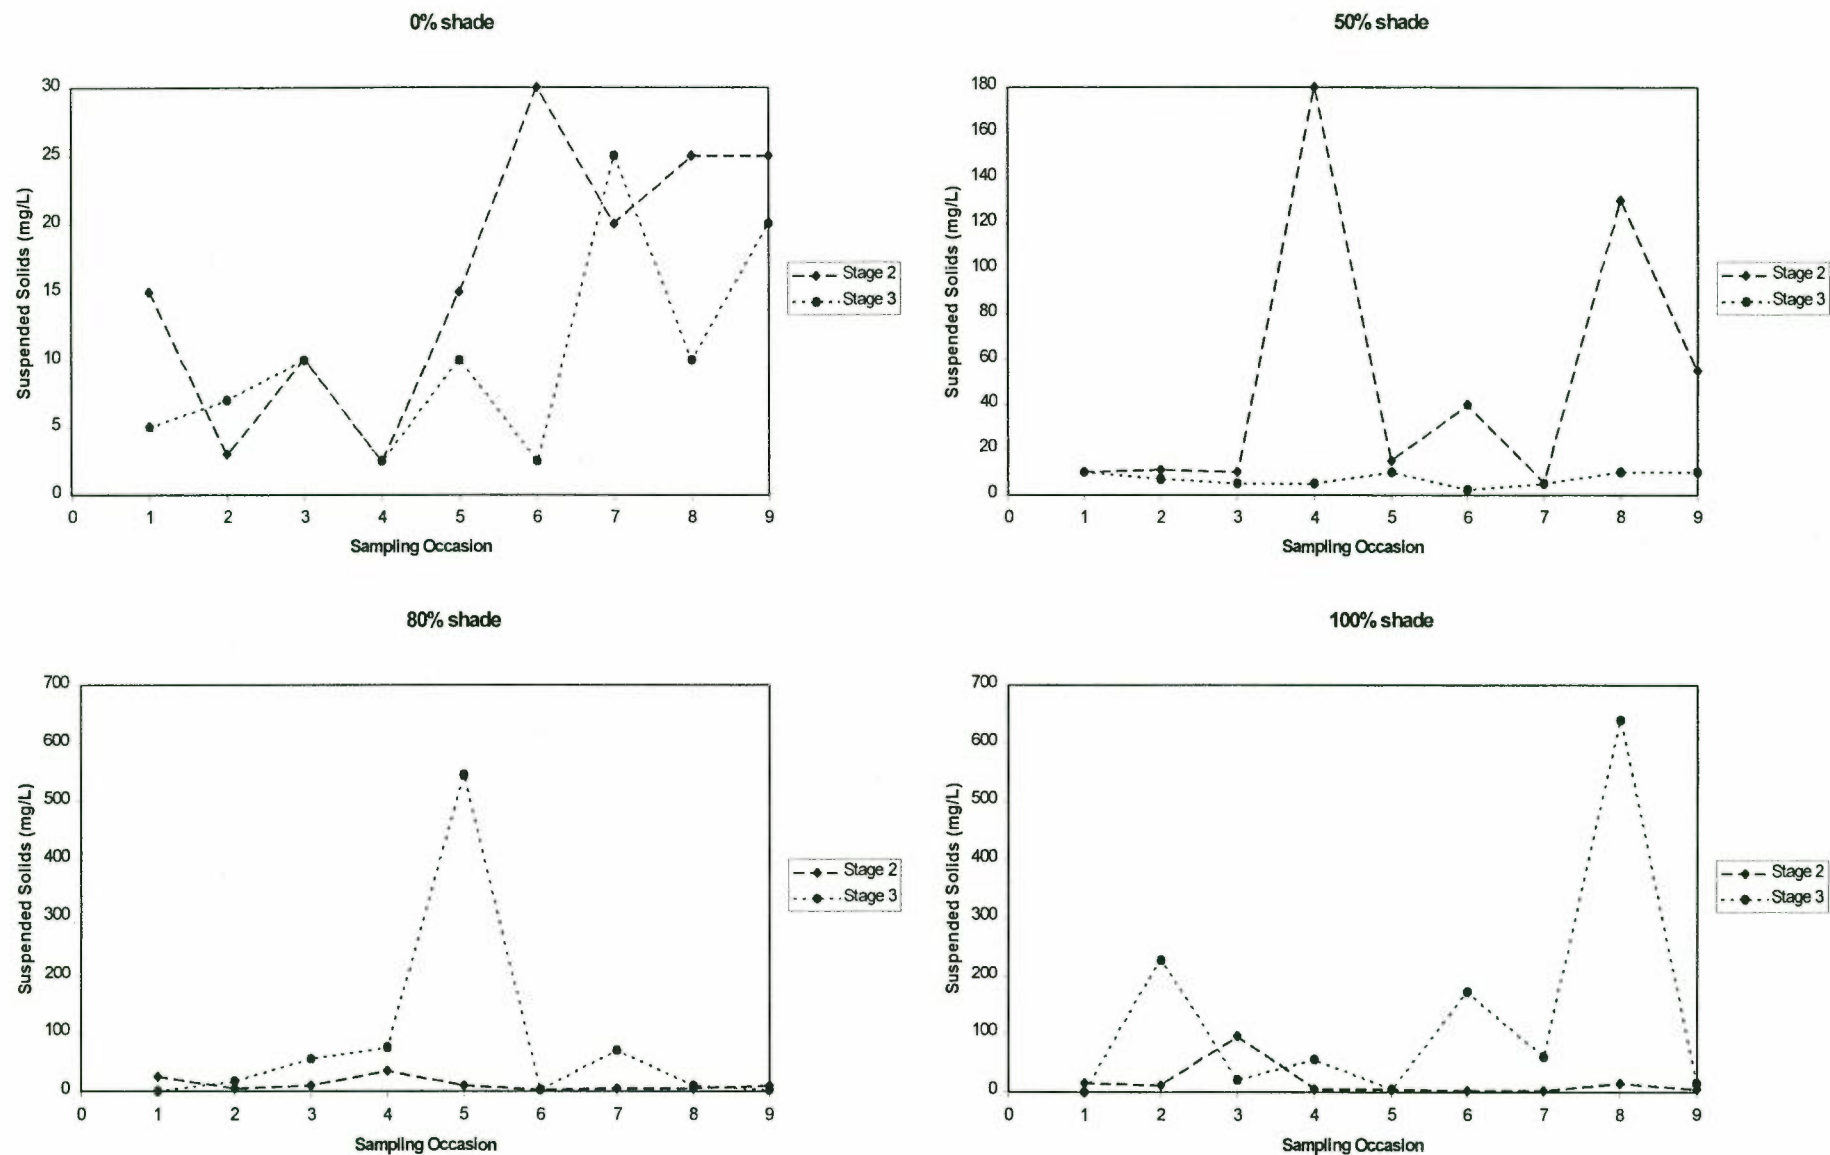 0% shade
Suspended Solids (mg/L)
30
25
20
15
10
5
0
0 1 2 3 4 5 6 7 8 9
Sampling Occasion
Stage 2
Stage 3
50% shade
Suspended Solids (mg/L)
180
160
140
120
100
80
60
40
20
0
0 1 2 3 4 5 6 7 8 9
Sampling Occasion
Stage 2
Stage 3
80% shade
Suspended Solids (mg/L)
700
600
500
400
300
200
100
0
0 1 2 3 4 5 6 7 8 9
Sampling Occasion
Stage 2
Stage 3
100% shade
Suspended Solids (mg/L)
700
600
500
400
300
200
100
0
0 1 2 3 4 5 6 7 8 9
Sampling Occasion
Stage 2
Stage 3